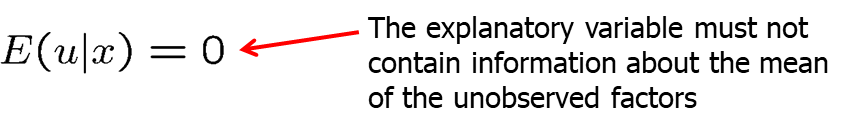 E(u|x) = 0
The explanatory variable must not
contain information about the mean
of the unobserved factors